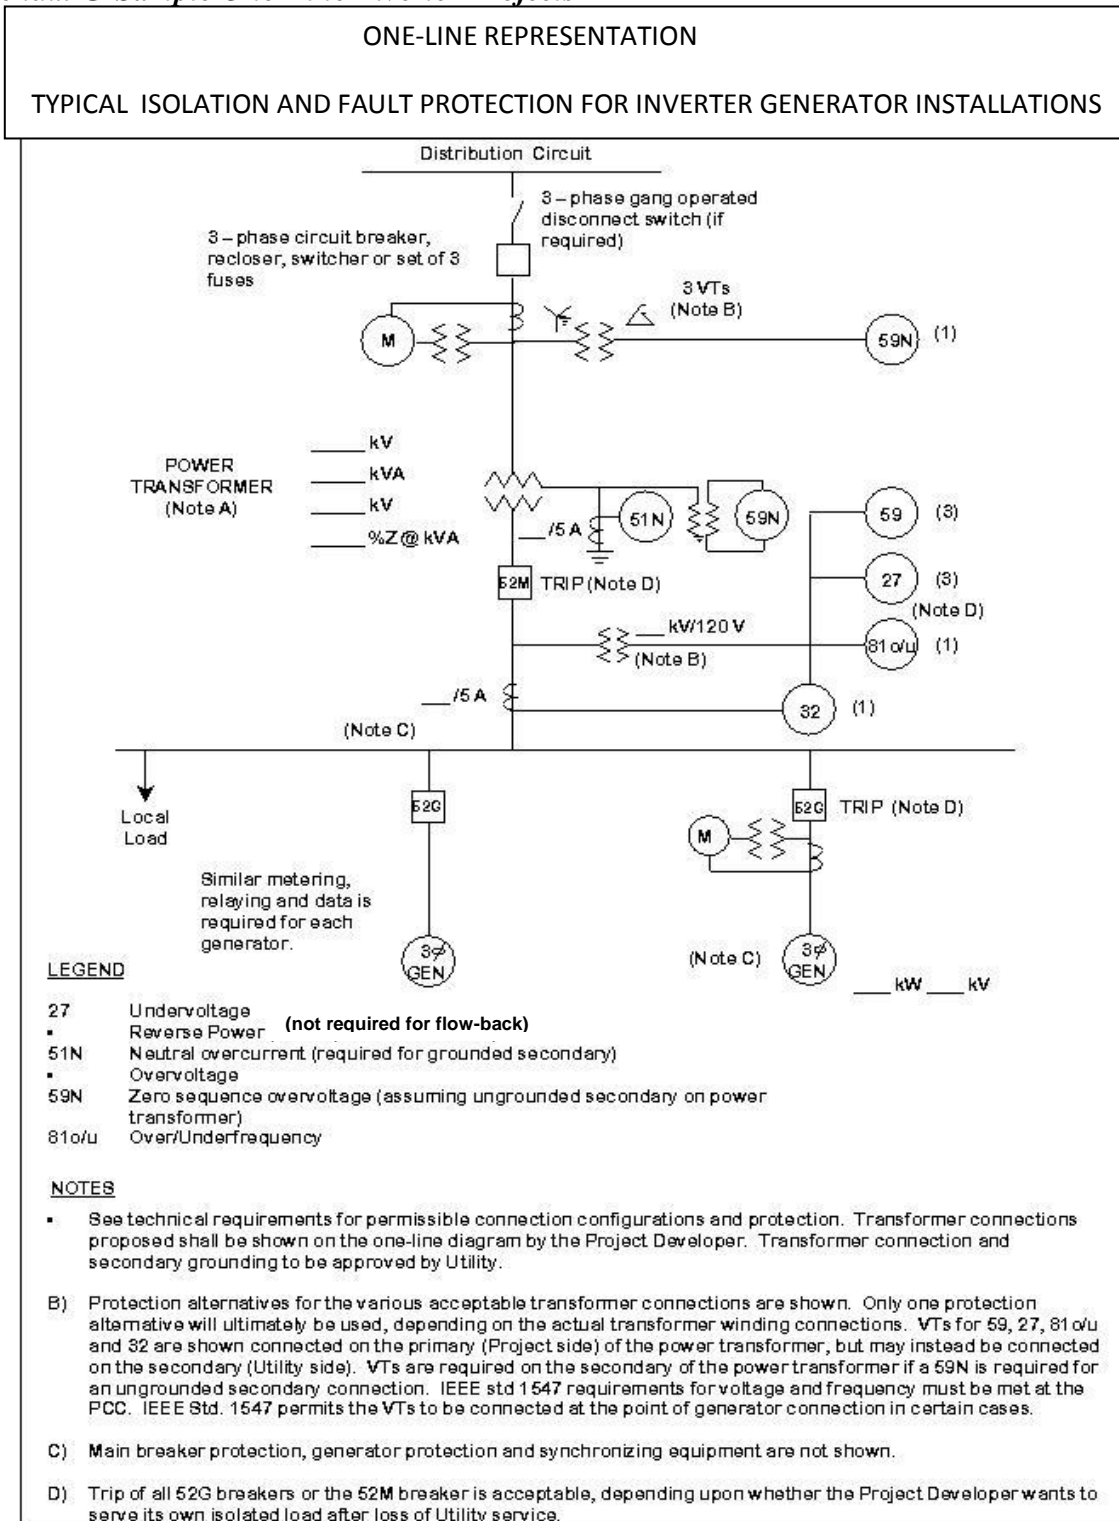 ONE-LINE REPRESENTATION
TYPICAL ISOLATION AND FAULT PROTECTION FOR INVERTER GENERATOR INSTALLATIONS
Distribution Circuit
3 – phase gang operated
disconnect switch (if
required)
3 – phase circuit breaker,
recloser, switcher or set of 3
fuses
3 VTs
(Note B)
M
59N
(1)
POWER
TRANSFORMER
(Note A)
____ kV
____ kVA
____ kV
____ %Z @ kVA
__ /5 A
51N
59N
59
(3)
52M
TRIP (Note D)
27
(3)
(Note D)
__ kV/120 V
(Note B)
81 o/u
(1)
__ /5 A
32
(1)
(Note C)
Local
Load
52G
52G
TRIP (Note D)
M
Similar metering,
relaying and data is
required for each
generator.
3ø
GEN
(Note C)
3ø
GEN
___ kW ___ kV
LEGEND
27 Undervoltage
▪ Reverse Power (not required for flow-back)
51N Neutral overcurrent (required for grounded secondary)
▪ Overvoltage
59N Zero sequence overvoltage (assuming ungrounded secondary on power
transformer)
81o/u Over/Underfrequency
NOTES
▪ See technical requirements for permissible connection configurations and protection. Transformer connections
proposed shall be shown on the one-line diagram by the Project Developer. Transformer connection and
secondary grounding to be approved by Utility.
B) Protection alternatives for the various acceptable transformer connections are shown. Only one protection
alternative will ultimately be used, depending on the actual transformer winding connections. VTs for 59, 27, 81o/u
and 32 are shown connected on the primary (Project side) of the power transformer, but may instead be connected
on the secondary (Utility side). VTs are required on the secondary of the power transformer if a 59N is required for
an ungrounded secondary connection. IEEE std 1547 requirements for voltage and frequency must be met at the
PCC. IEEE Std. 1547 permits the VTs to be connected at the point of generator connection in certain cases.
C) Main breaker protection, generator protection and synchronizing equipment are not shown.
D) Trip of all 52G breakers or the 52M breaker is acceptable, depending upon whether the Project Developer wants to
serve its own isolated load after loss of Utility service.